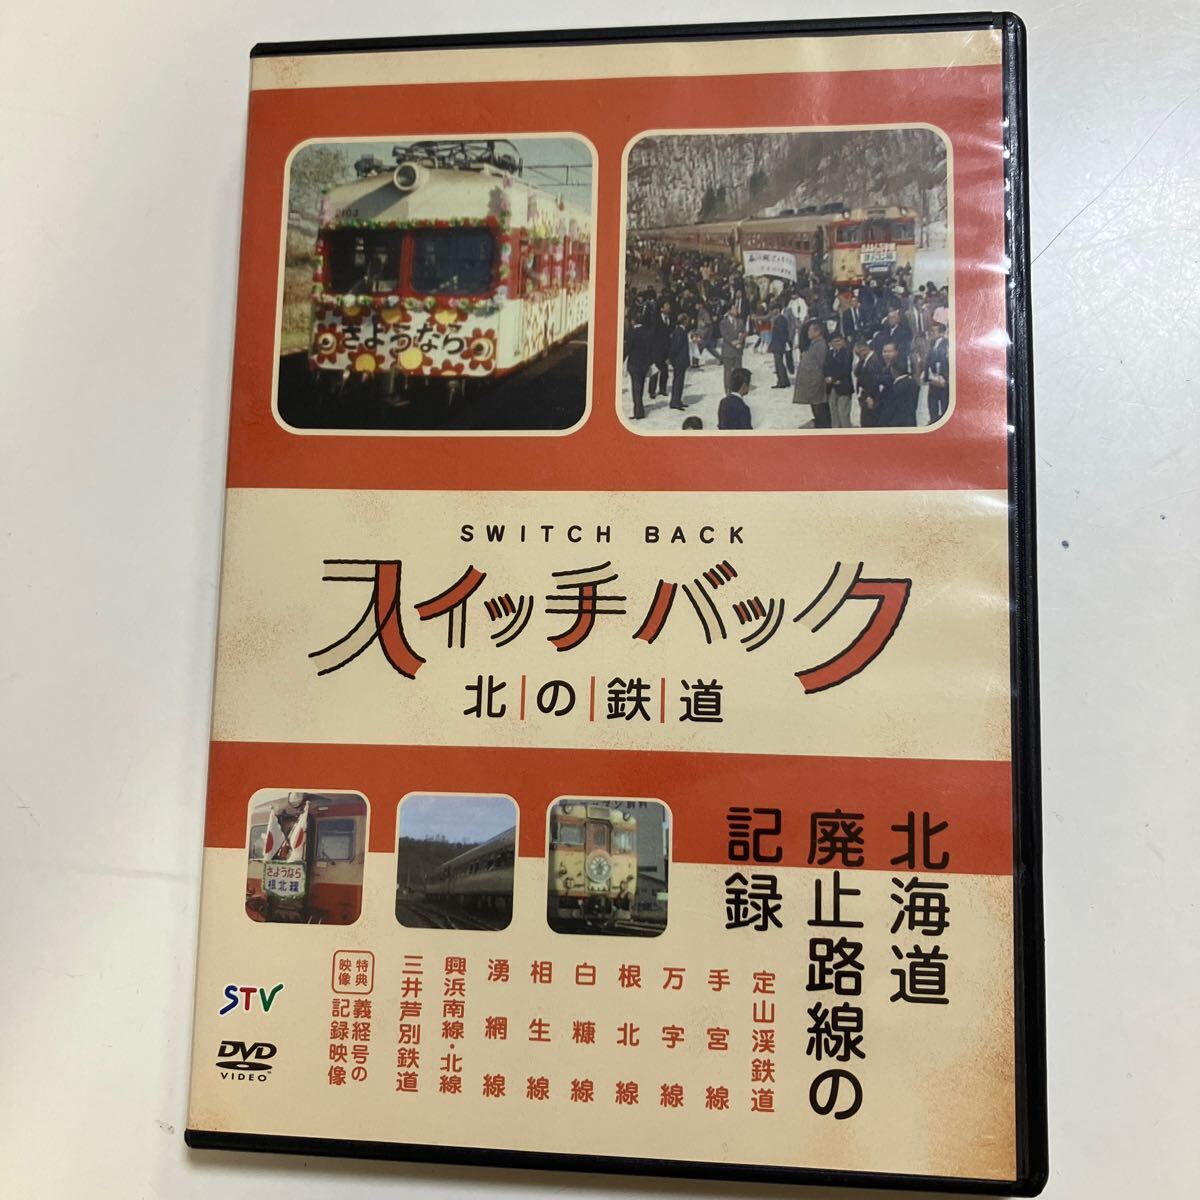 2103
さようなら
SWITCH BACK
スイッチバック
北の鉄道
さようなら
根北線
北海道
廃止路線の
記録
定山渓鉄道
手宮線
万字線
根北線
白糠線
相生線
湧網線
興浜南線・北線
三井芦別鉄道
特典
映像
義経号の
記録映像
STV
DVD
VIDEO